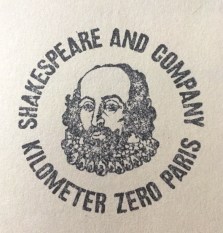 SHAKESPEARE AND COMPANY
KILOMETER ZERO PARIS